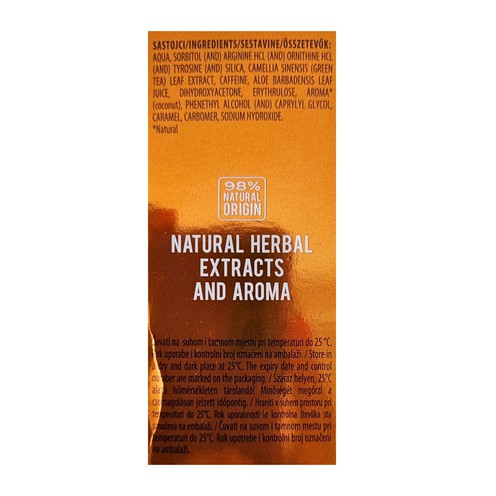 SASTOJCI/INGREDIENTS/SESTAVINE/ÖSSZETEVŐK:
AQUA, SORBITOL (AND) ARGININE HCL (AND) ORNITHINE HCL
(AND) TYROSINE (AND) SILICA, CAMELLIA SINENSIS (GREEN
TEA) LEAF EXTRACT, CAFFEINE, ALOE BARBADENSIS LEAF
JUICE, DIHYDROXYACETONE, ERYTHRULOSE, AROMA*
(coconut), PHENETHYL ALCOHOL (AND) CAPRYLYL GLYCOL,
CARAMEL, CARBOMER, SODIUM HYDROXIDE.
*Natural
98%
NATURAL
ORIGIN
NATURAL HERBAL
EXTRACTS
AND AROMA
Čuvati na suhom i tamnom mjestu pri temperaturi do 25 °C.
Rok uporabe i kontrolni broj označeni na ambalaži. / Store in
a dry and dark place at 25°C. The expiry date and control
number are marked on the packaging. / Száraz helyen, 25°C
alatti hőmérsékleten tárolandó! Minőségét megőrzi a
csomagoláson jelzett időpontig. / Hraniti v suhem prostoru pri
temperaturi do 25°C. Rok uporabnosti in kontrolna številka sta
označena na embalaži. / Čuvati na suvom i tamnom mestu pri
temperaturi do 25°C. Rok upotrebe i kontrolni broj označeni
na ambalaži.